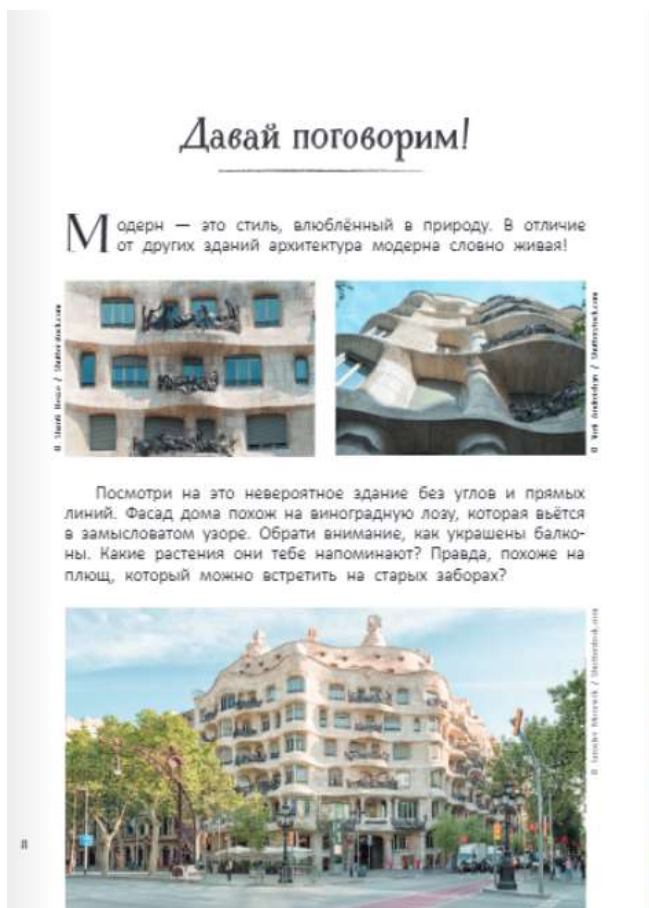 Давай поговорим!
Модерн — это стиль, влюблённый в природу. В отличие
от других зданий архитектура модерна словно живая!
Посмотри на это невероятное здание без углов и прямых
линий. Фасад дома похож на виноградную лозу, которая вьётся
в замысловатом узоре. Обрати внимание, как украшены балко-
ны. Какие растения они тебе напоминают? Правда, похоже на
плющ, который можно встретить на старых заборах?
8